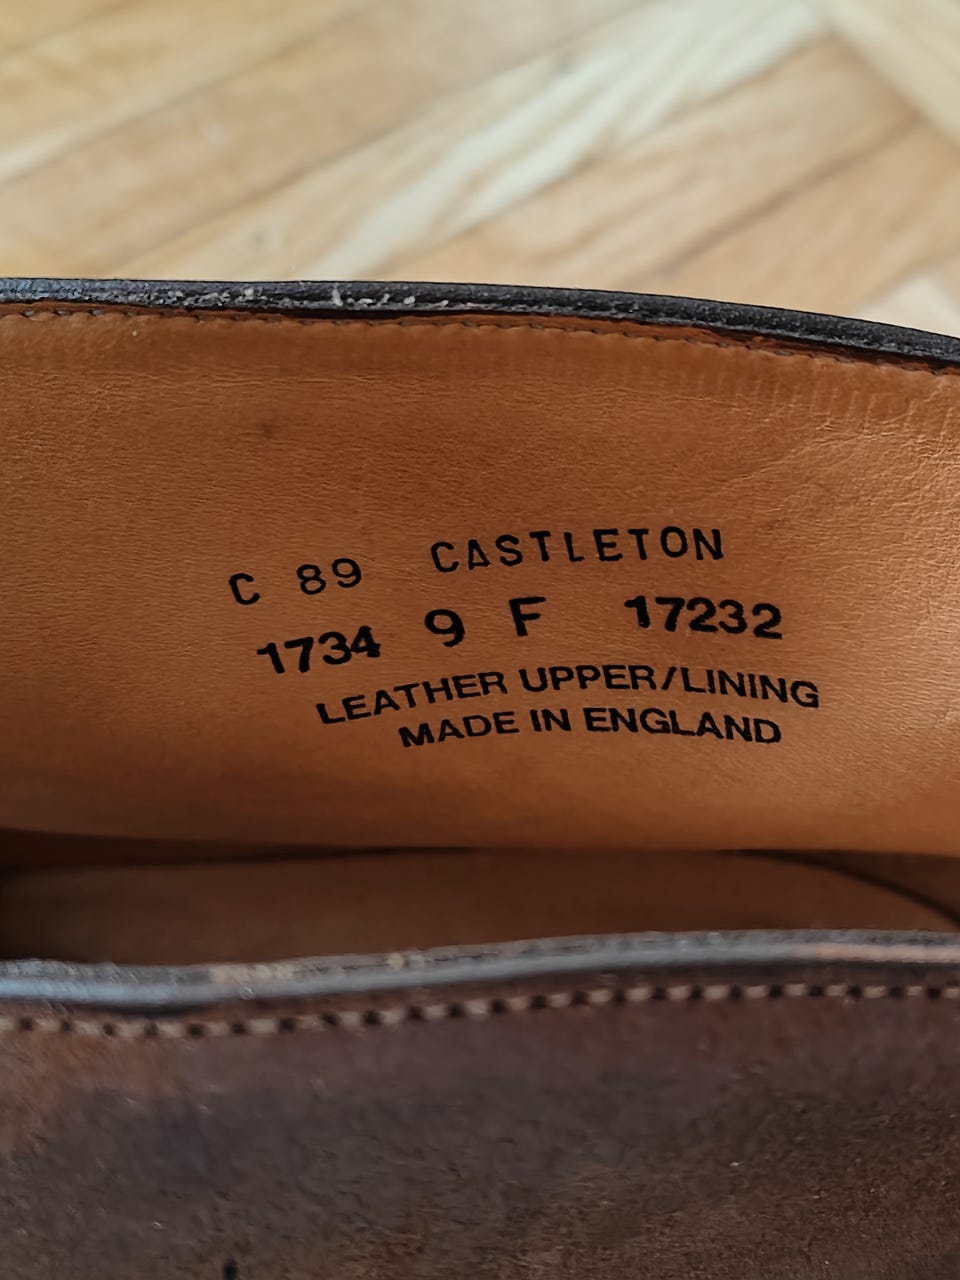 C 89 CASTLETON
1734 9 F 17232
LEATHER UPPER/LINING
MADE IN ENGLAND